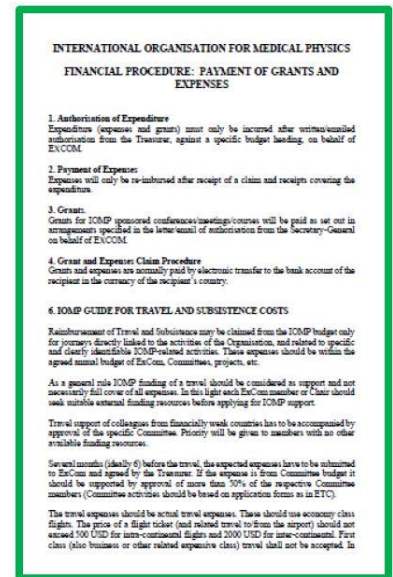 INTERNATIONAL ORGANISATION FOR MEDICAL PHYSICS
FINANCIAL PROCEDURE: PAYMENT OF GRANTS AND
EXPENSES
1. Authorisation of Expenditure
Expenditure (expenses and grants) must only be incurred after written/emailed
authorisation from the Treasurer, against a specific budget heading, on behalf of
EXCOM.
2. Payment of Expenses
Expenses will only be re-imbursed after receipt of a claim and receipts covering the
expenditure.
3. Grants.
Grants for IOMP sponsored conferences/meetings/courses will be paid as set out in
arrangements specified in the letter/email of authorisation from the Secretary-General
on behalf of EXCOM.
4. Grant and Expenses Claim Procedure
Grants and expenses are normally paid by electronic transfer to the bank account of the
recipient in the currency of the recipient's country.
6. IOMP GUIDE FOR TRAVEL AND SUBSISTENCE COSTS
Reimbursement of Travel and Subsistence may be claimed from the IOMP budget only
for journeys directly linked to the activities of the Organisation, and related to specific
and clearly identifiable IOMP-related activities. These expenses should be within the
agreed annual budget of ExCom, Committees, projects, etc.
As a general rule IOMP funding of a travel should be considered as support and not
necessarily full cover of all expenses. In this light each ExCom member or Chair should
seek suitable external funding resources before applying for IOMP support.
Travel support of colleagues from financially weak countries has to be accompanied by
approval of the specific Committee. Priority will be given to members with no other
available funding resources.
Several months (ideally 6) before the travel, the expected expenses have to be submitted
to ExCom and agreed by the Treasurer. If the expense is from Committee budget it
should be supported by approval of more than 50% of the respective Committee
members (Committee activities should be based on application forms as in ETC).
The travel expenses should be actual travel expenses. These should use economy class
flights. The price of a flight ticket (and related travel to/from the airport) should not
exceed 500 USD for intra-continental flights and 2000 USD for inter-continental. First
class (also business or other related expensive class) travel shall not be accepted. In